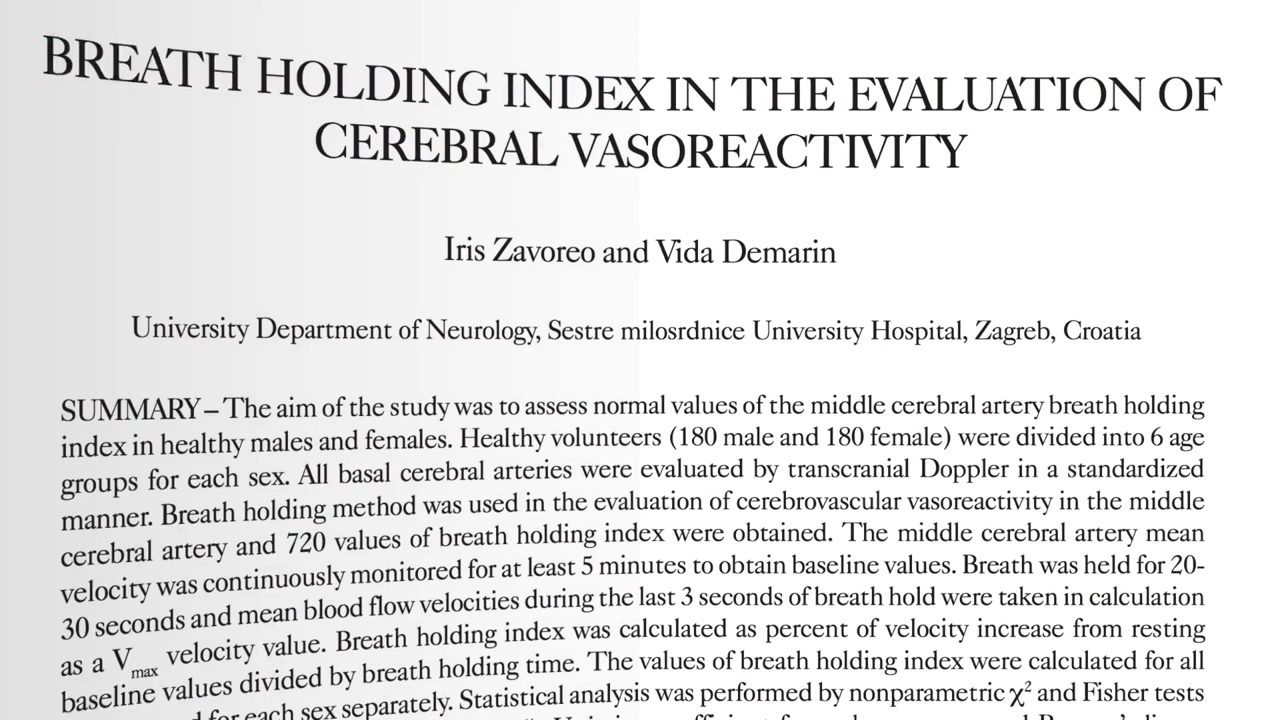 BREATH HOLDING INDEX IN THE EVALUATION OF
CEREBRAL VASOREACTIVITY
Iris Zavoreo and Vida Demarin
University Department of Neurology, Sestre milosrdnice University Hospital, Zagreb, Croatia
SUMMARY – The aim of the study was to assess normal values of the middle cerebral artery breath holding
index in healthy males and females. Healthy volunteers (180 male and 180 female) were divided into 6 age
groups for each sex. All basal cerebral arteries were evaluated by transcranial Doppler in a standardized
manner. Breath holding method was used in the evaluation of cerebrovascular vasoreactivity in the middle
cerebral artery and 720 values of breath holding index were obtained. The middle cerebral artery mean
velocity was continuously monitored for at least 5 minutes to obtain baseline values. Breath was held for 20-
30 seconds and mean blood flow velocities during the last 3 seconds of breath hold were taken in calculation
as a Vmax velocity value. Breath holding index was calculated as percent of velocity increase from resting
baseline values divided by breath holding time. The values of breath holding index were calculated for all
for each sex separately. Statistical analysis was performed by nonparametric χ² and Fisher tests